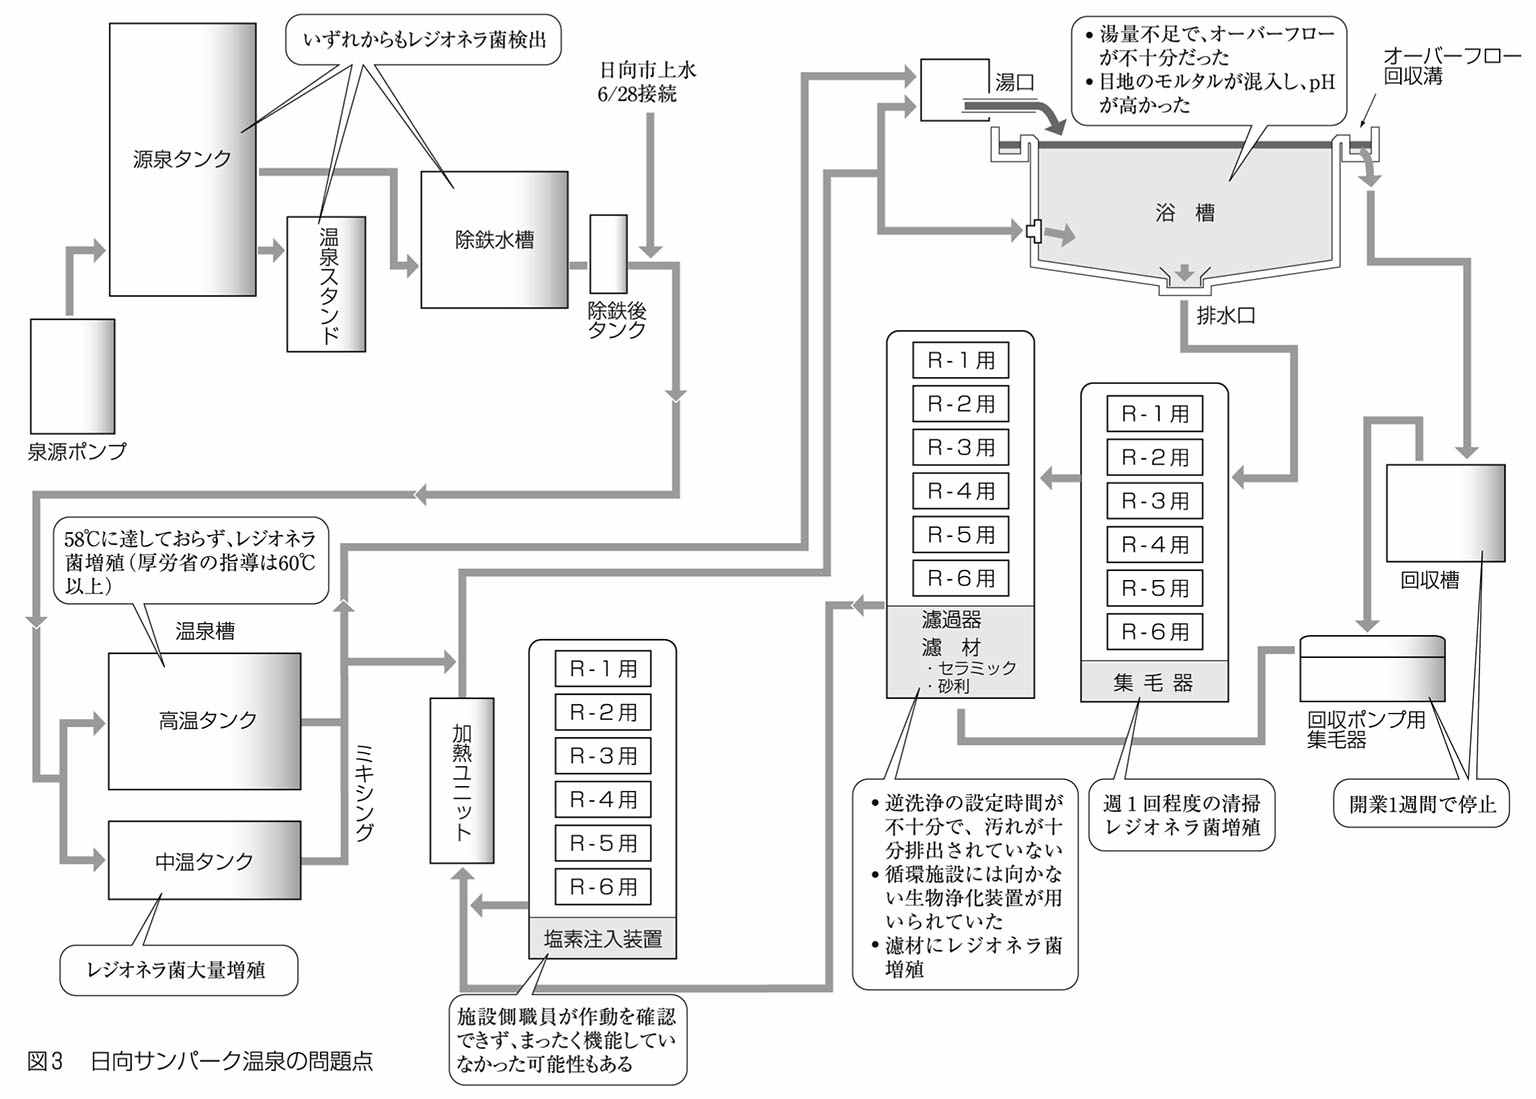 いずれからもレジオネラ菌検出
日向市上水
6/28接続
源泉タンク
温泉スタンド
除鉄水槽
除鉄後
タンク
泉源ポンプ
• 湯量不足で、オーバーフロー
が不十分だった
• 目地のモルタルが混入し、pH
が高かった
オーバーフロー
回収溝
湯口
浴　槽
排水口
R-1用
R-2用
R-3用
R-4用
R-5用
R-6用
濾過器
濾　材
・セラミック
・砂利
R-1用
R-2用
R-3用
R-4用
R-5用
R-6用
集 毛 器
回収槽
回収ポンプ用
集毛器
58℃に達しておらず、レジオネラ
菌増殖（厚労省の指導は60℃
以上）
温泉槽
高温タンク
中温タンク
ミキシング
加熱ユニット
R-1用
R-2用
R-3用
R-4用
R-5用
R-6用
塩素注入装置
レジオネラ菌大量増殖
施設側職員が作動を確認
できず、まったく機能してい
なかった可能性もある
• 逆洗浄の設定時間が
不十分で、汚れが十
分排出されていない
• 循環施設には向かな
い生物浄化装置が用
いられていた
• 濾材にレジオネラ菌
増殖
週1回程度の清掃
レジオネラ菌増殖
開業1週間で停止
図3　日向サンパーク温泉の問題点